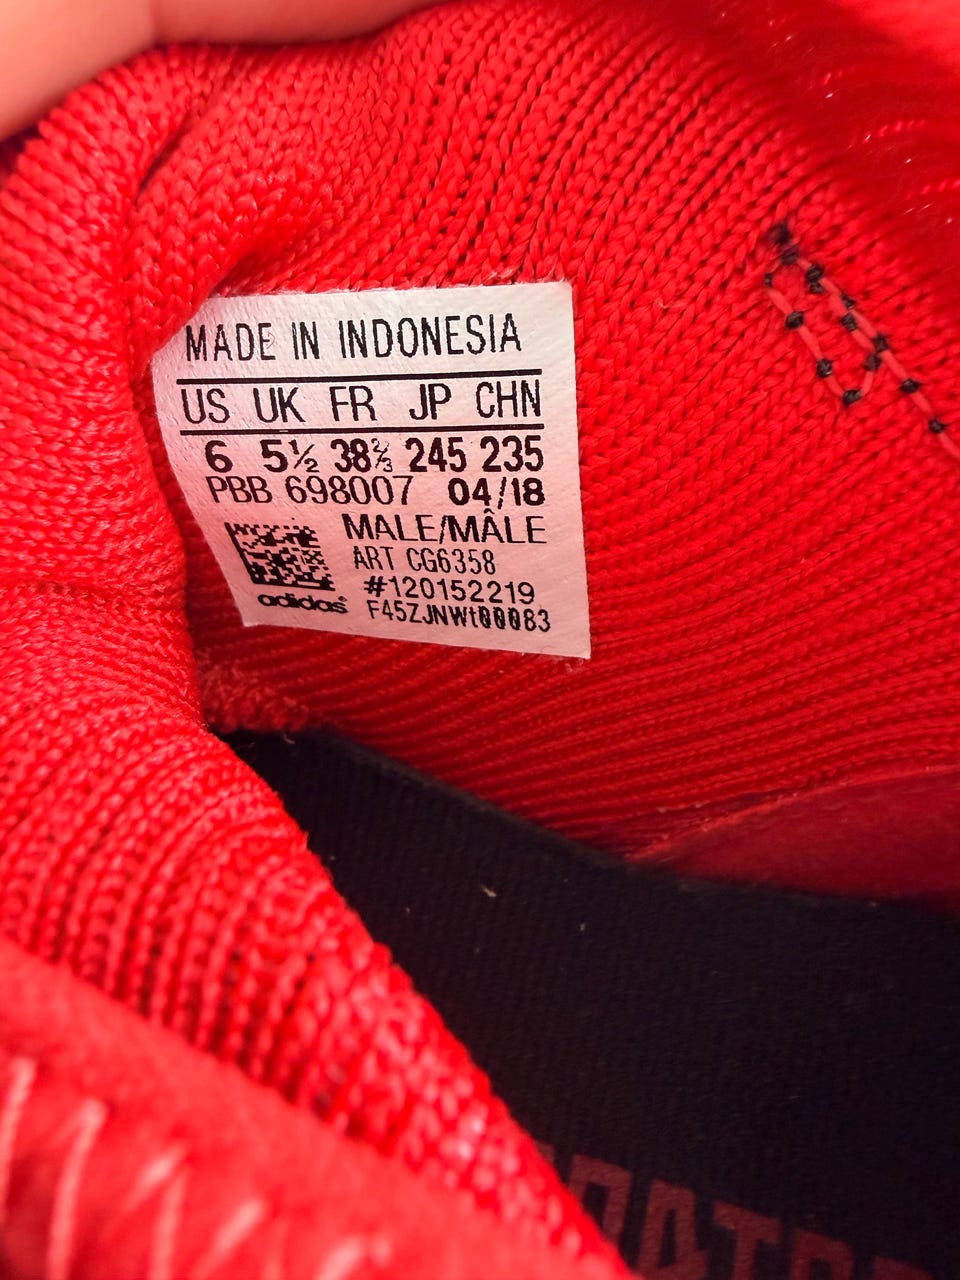 MADE IN INDONESIA
US UK FR JP CHN
6 5½ 38⅔ 245 235
PBB 698007 04/18
MALE/MÂLE
ART CG6358
#120152219
adidas F45ZJNWt00083